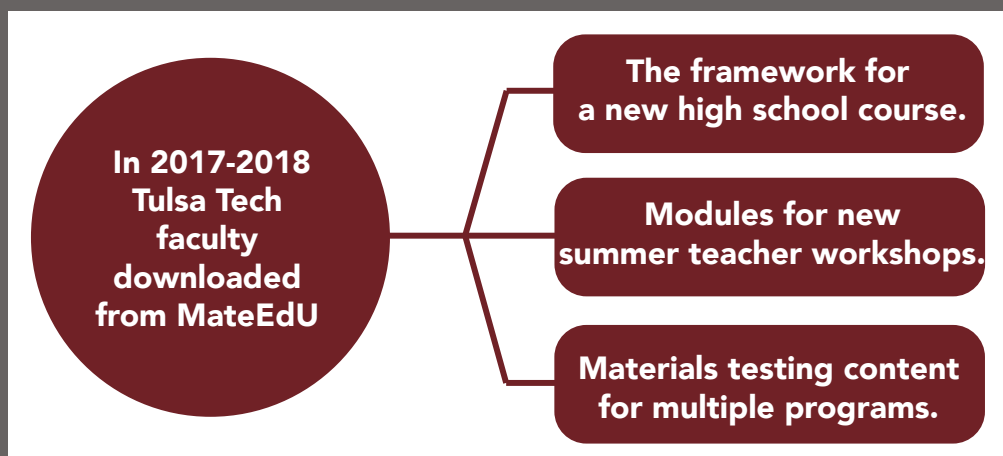 In 2017-2018
Tulsa Tech
faculty
downloaded
from MateEdU
The framework for
a new high school course.
Modules for new
summer teacher workshops.
Materials testing content
for multiple programs.